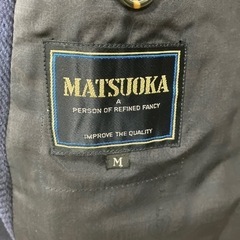 MATSUOKA
A
PERSON OF REFINED FANCY
IMPROVE THE QUALITY
M